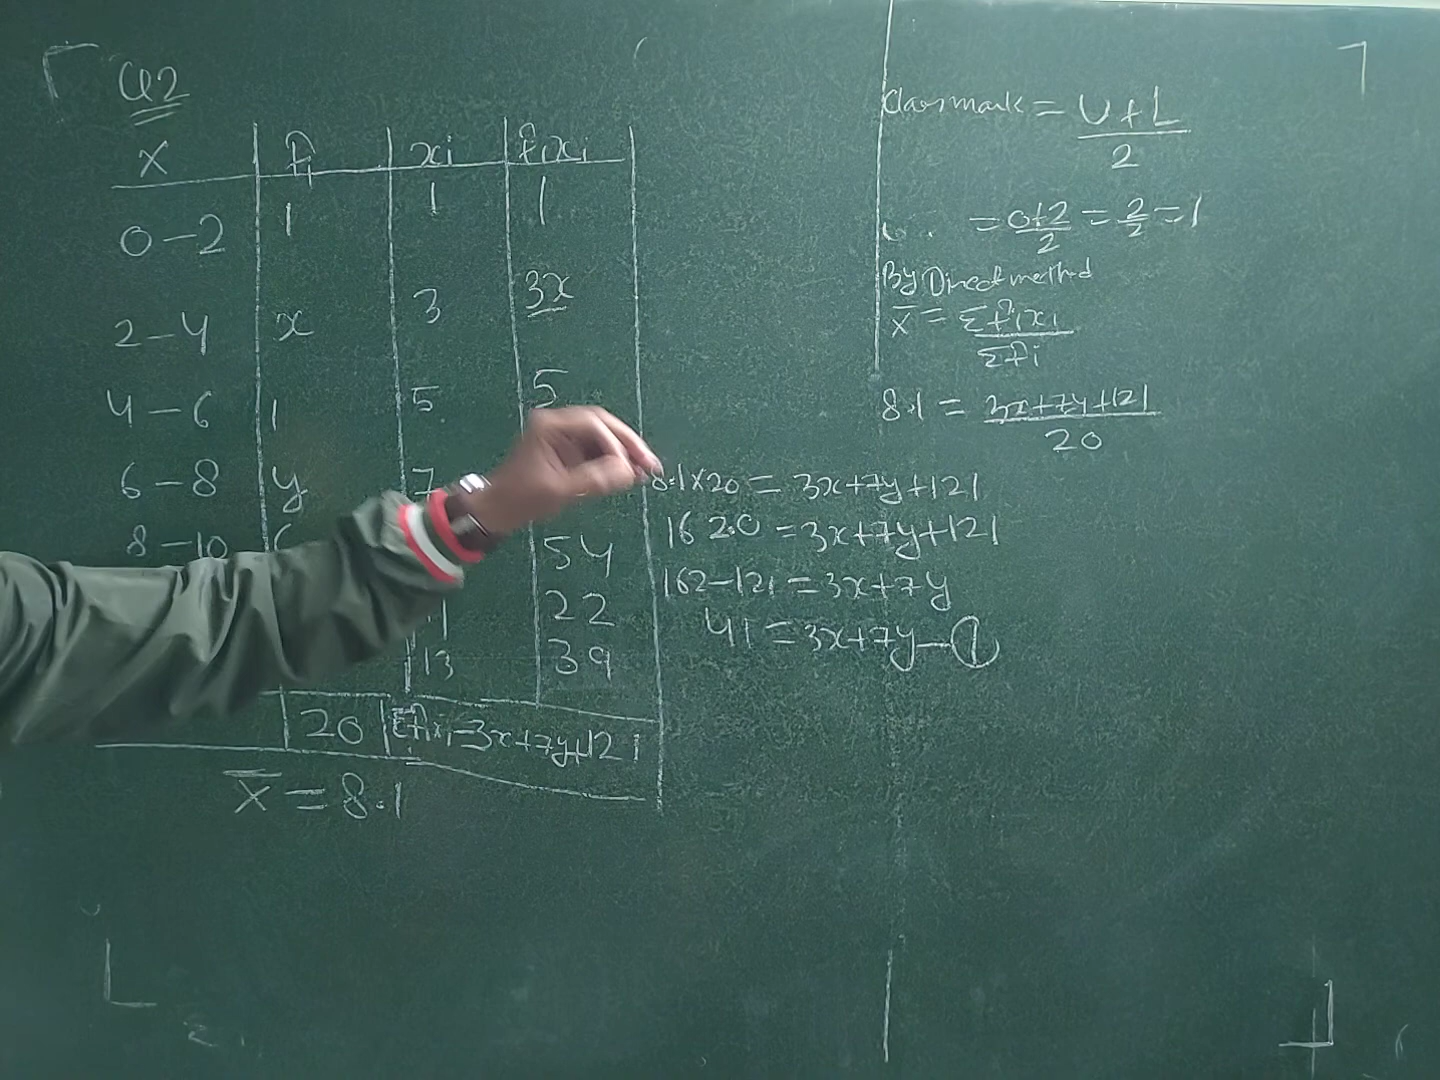 Q2
X fi xi fixi
0-2 1 1 1
2-4 x 3 3x
4-6 1 5 5
6-8 y 7
8-10 54
22
13 39
20 Σfixi=3x+7y+121
x̄ = 8.1
Class mark = U+L/2
= 0+2/2 = 2/2 = 1
By Direct method
x̄ = Σfixi/Σfi
8.1 = 3x+7y+121/20
8.1×20 = 3x+7y+121
162.0 = 3x+7y+121
162-121 = 3x+7y
41 = 3x+7y-①